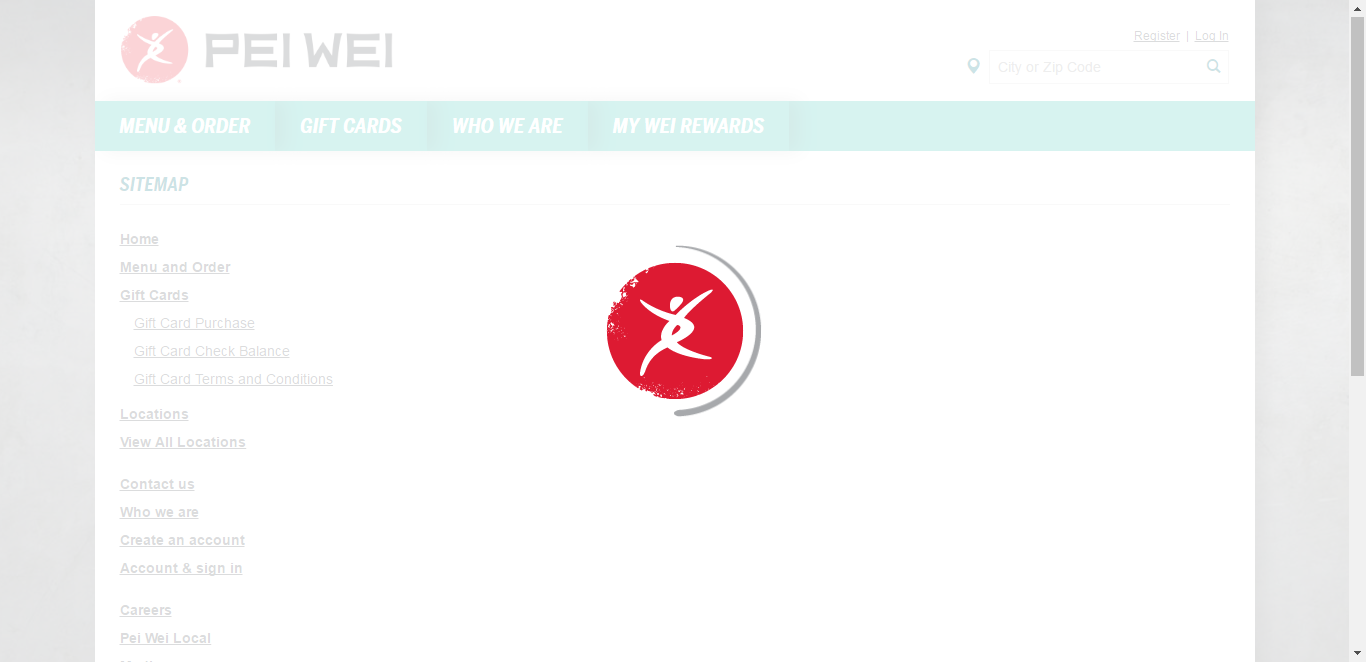 PEI WEI
Register | Log In
City or Zip Code
MENU & ORDER GIFT CARDS WHO WE ARE MY WEI REWARDS
SITEMAP
Home
Menu and Order
Gift Cards
Gift Card Purchase
Gift Card Check Balance
Gift Card Terms and Conditions
Locations
View All Locations
Contact us
Who we are
Create an account
Account & sign in
Careers
Pei Wei Local